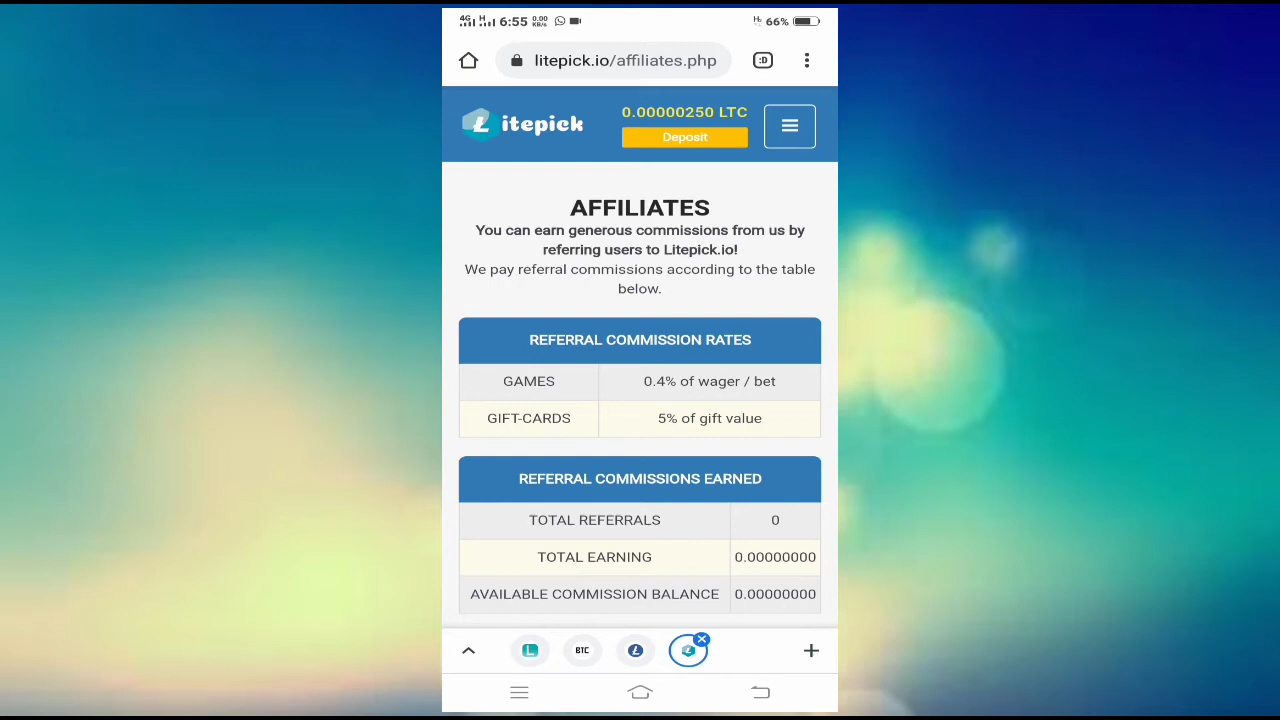 4G H 6:55 0.00 KB/s 66%
litepick.io/affiliates.php :D
Litepick 0.00000250 LTC
Deposit
AFFILIATES
You can earn generous commissions from us by
referring users to Litepick.io!
We pay referral commissions according to the table
below.
REFERRAL COMMISSION RATES
GAMES 0.4% of wager / bet
GIFT-CARDS 5% of gift value
REFERRAL COMMISSIONS EARNED
TOTAL REFERRALS 0
TOTAL EARNING 0.00000000
AVAILABLE COMMISSION BALANCE 0.00000000
L BTC Ł Ł